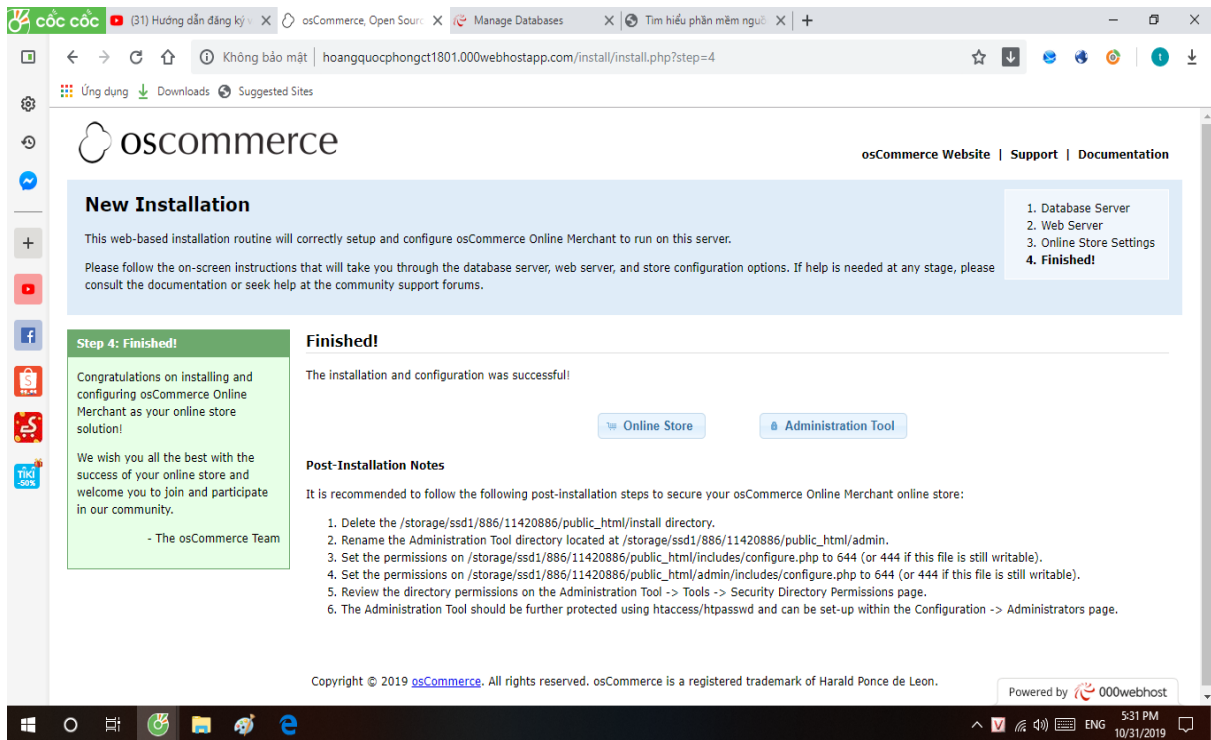 cốc cốc
(31) Hướng dẫn đăng ký v
osCommerce, Open Sourc
Manage Databases
Tìm hiểu phần mềm nguồ
Không bảo mật | hoangquocphongct1801.000webhostapp.com/install/install.php?step=4
Ứng dụng Downloads Suggested Sites
oscommerce
osCommerce Website | Support | Documentation
New Installation
This web-based installation routine will correctly setup and configure osCommerce Online Merchant to run on this server.
Please follow the on-screen instructions that will take you through the database server, web server, and store configuration options. If help is needed at any stage, please
consult the documentation or seek help at the community support forums.
1. Database Server
2. Web Server
3. Online Store Settings
4. Finished!
Step 4: Finished!
Congratulations on installing and
configuring osCommerce Online
Merchant as your online store
solution!
We wish you all the best with the
success of your online store and
welcome you to join and participate
in our community.
- The osCommerce Team
Finished!
The installation and configuration was successful!
Online Store
Administration Tool
Post-Installation Notes
It is recommended to follow the following post-installation steps to secure your osCommerce Online Merchant online store:
1. Delete the /storage/ssd1/886/11420886/public_html/install directory.
2. Rename the Administration Tool directory located at /storage/ssd1/886/11420886/public_html/admin.
3. Set the permissions on /storage/ssd1/886/11420886/public_html/includes/configure.php to 644 (or 444 if this file is still writable).
4. Set the permissions on /storage/ssd1/886/11420886/public_html/admin/includes/configure.php to 644 (or 444 if this file is still writable).
5. Review the directory permissions on the Administration Tool -> Tools -> Security Directory Permissions page.
6. The Administration Tool should be further protected using htaccess/htpasswd and can be set-up within the Configuration -> Administrators page.
TIKI
-50%
Copyright © 2019 osCommerce. All rights reserved. osCommerce is a registered trademark of Harald Ponce de Leon.
Powered by 000webhost
ENG
5:31 PM
10/31/2019